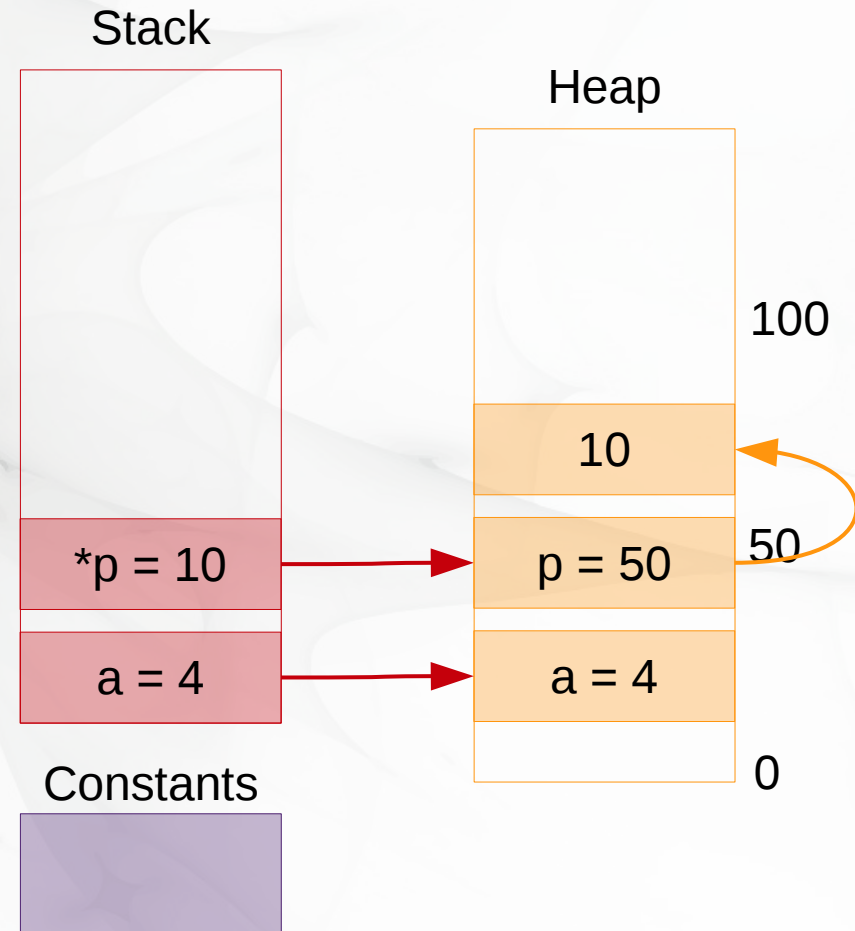 Stack
Heap
100
10
50
*p = 10
p = 50
a = 4
a = 4
0
Constants